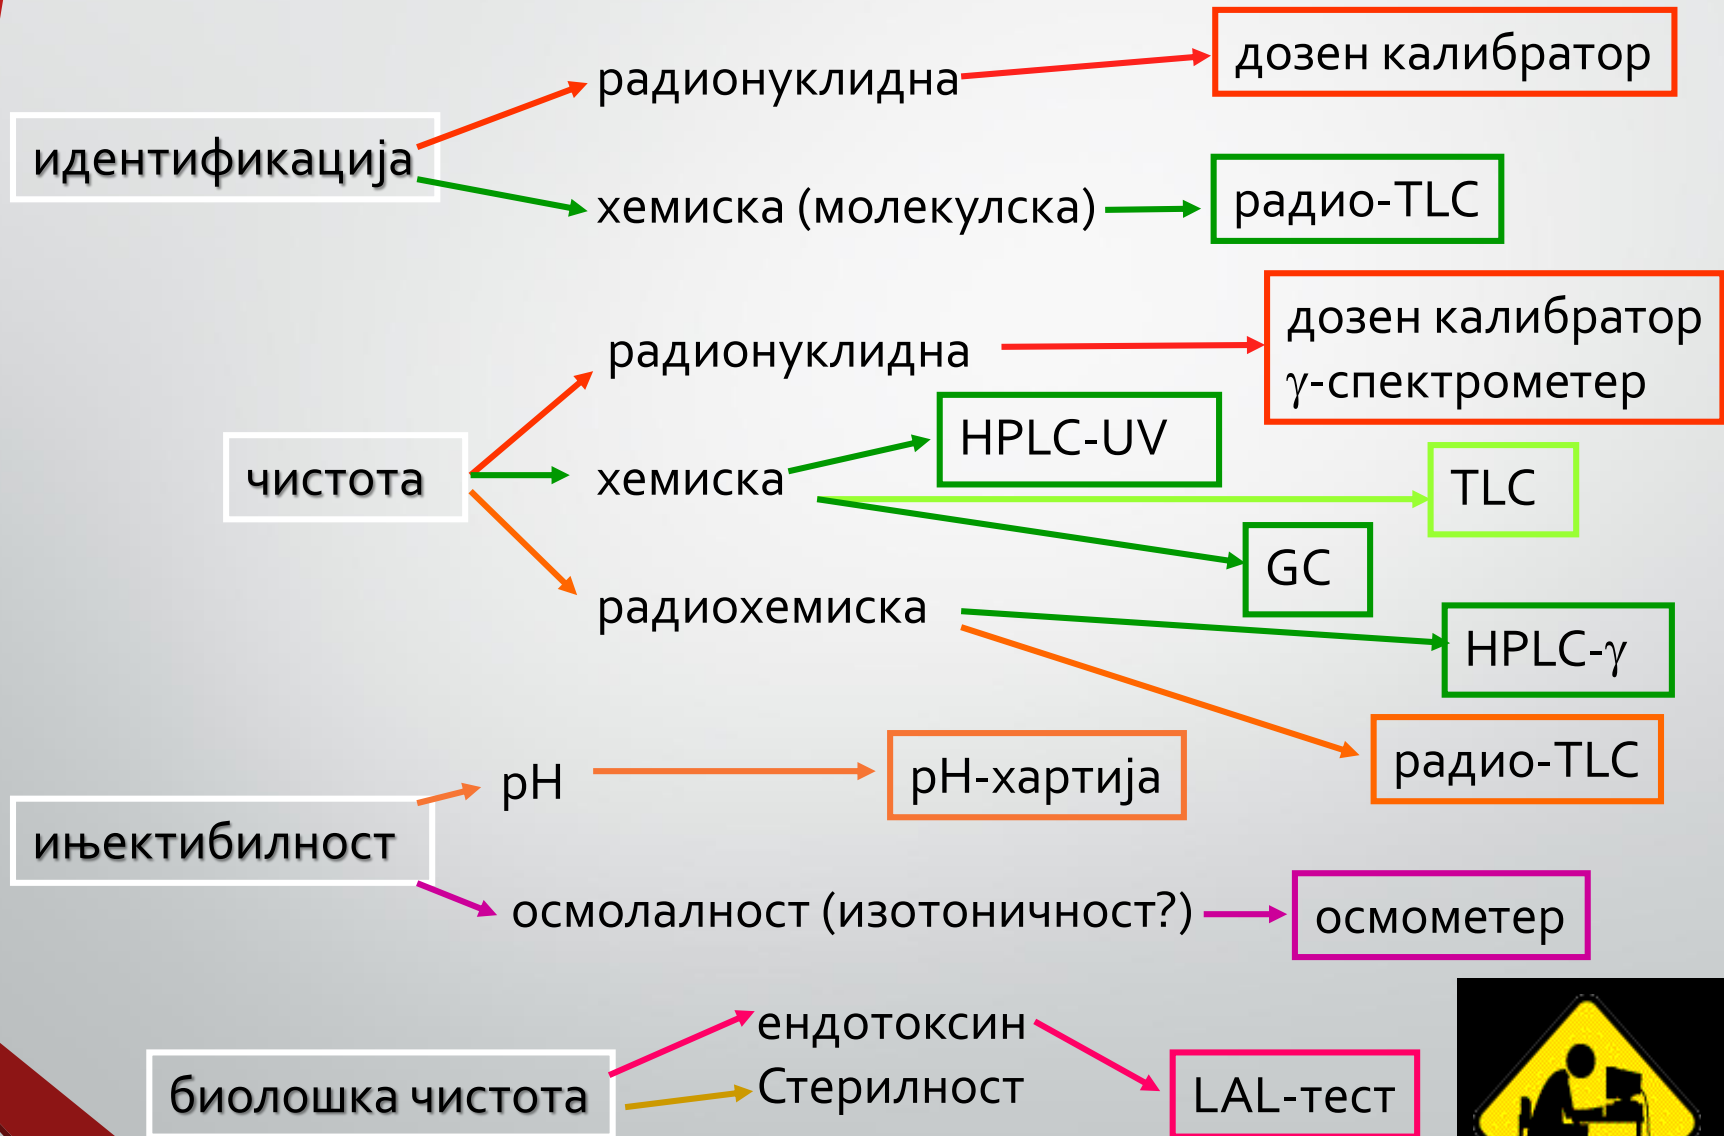 идентификација
радионуклидна
дозен калибратор
хемиска (молекулска)
радио-TLC
чистота
радионуклидна
дозен калибратор
γ-спектрометер
хемиска
HPLC-UV
TLC
GC
радиохемиска
HPLC-γ
радио-TLC
ињектибилност
pH
pH-хартија
осмолалност (изотоничност?)
осмометер
биолошка чистота
ендотоксин
Стерилност
LAL-тест